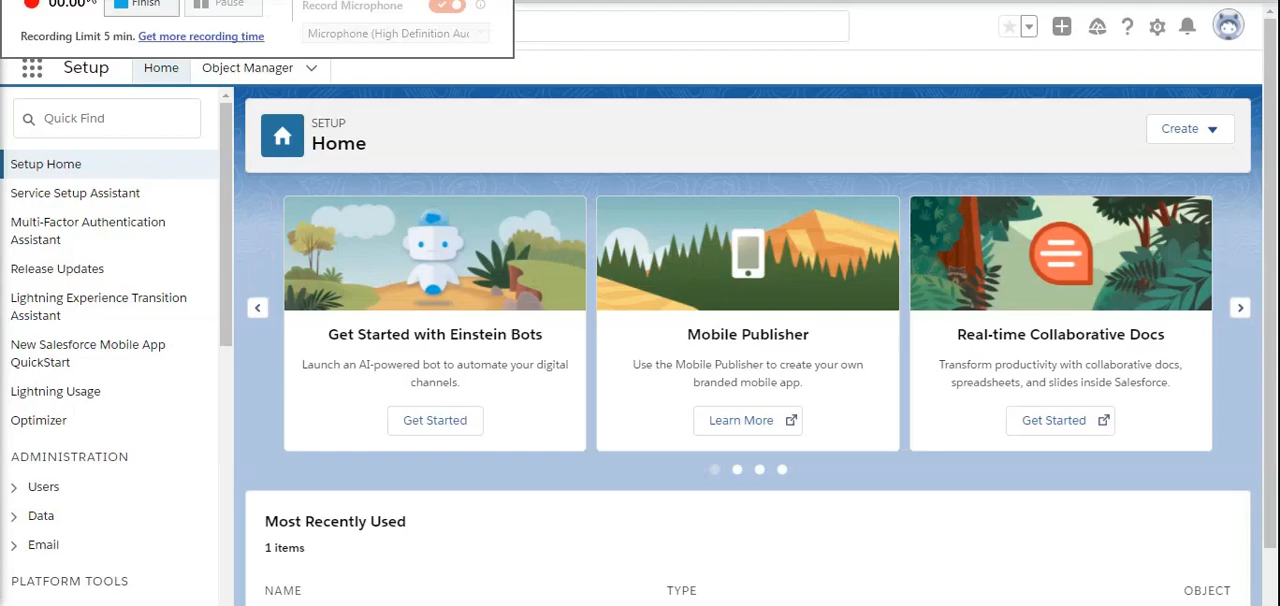 00:00%
Finish
Pause
Record Microphone
Recording Limit 5 min. Get more recording time
Microphone (High Definition Auc
Setup
Home
Object Manager
Quick Find
SETUP
Home
Create
Setup Home
Service Setup Assistant
Multi-Factor Authentication
Assistant
Release Updates
Lightning Experience Transition
Assistant
New Salesforce Mobile App
QuickStart
Lightning Usage
Optimizer
ADMINISTRATION
Users
Data
Email
PLATFORM TOOLS
Get Started with Einstein Bots
Launch an AI-powered bot to automate your digital
channels.
Get Started
Mobile Publisher
Use the Mobile Publisher to create your own
branded mobile app.
Learn More
Real-time Collaborative Docs
Transform productivity with collaborative docs,
spreadsheets, and slides inside Salesforce.
Get Started
Most Recently Used
1 items
NAME
TYPE
OBJECT